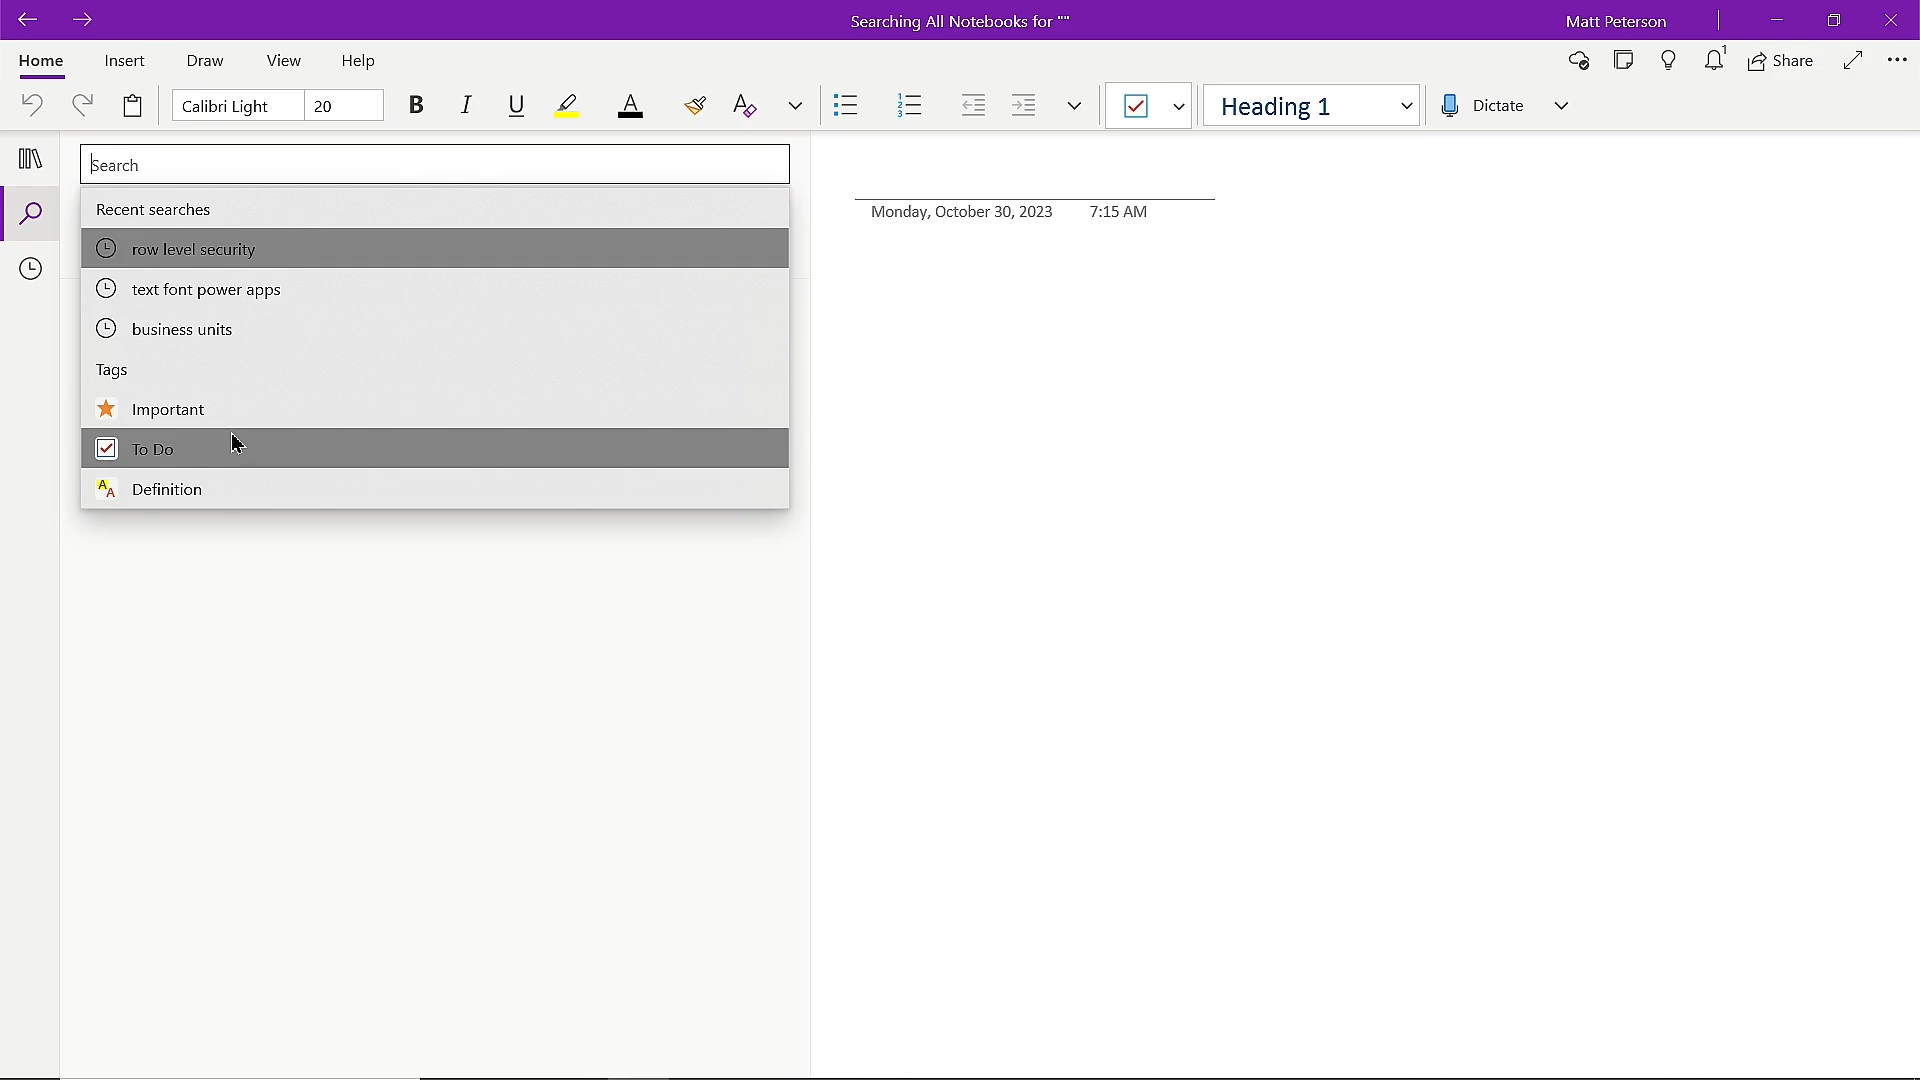 Searching All Notebooks for ""
Matt Peterson
Home Insert Draw View Help
1
Share
Calibri Light 20 B I U A A Heading 1 Dictate
Search
Monday, October 30, 2023 7:15 AM
Recent searches
row level security
text font power apps
business units
Tags
Important
To Do
Definition